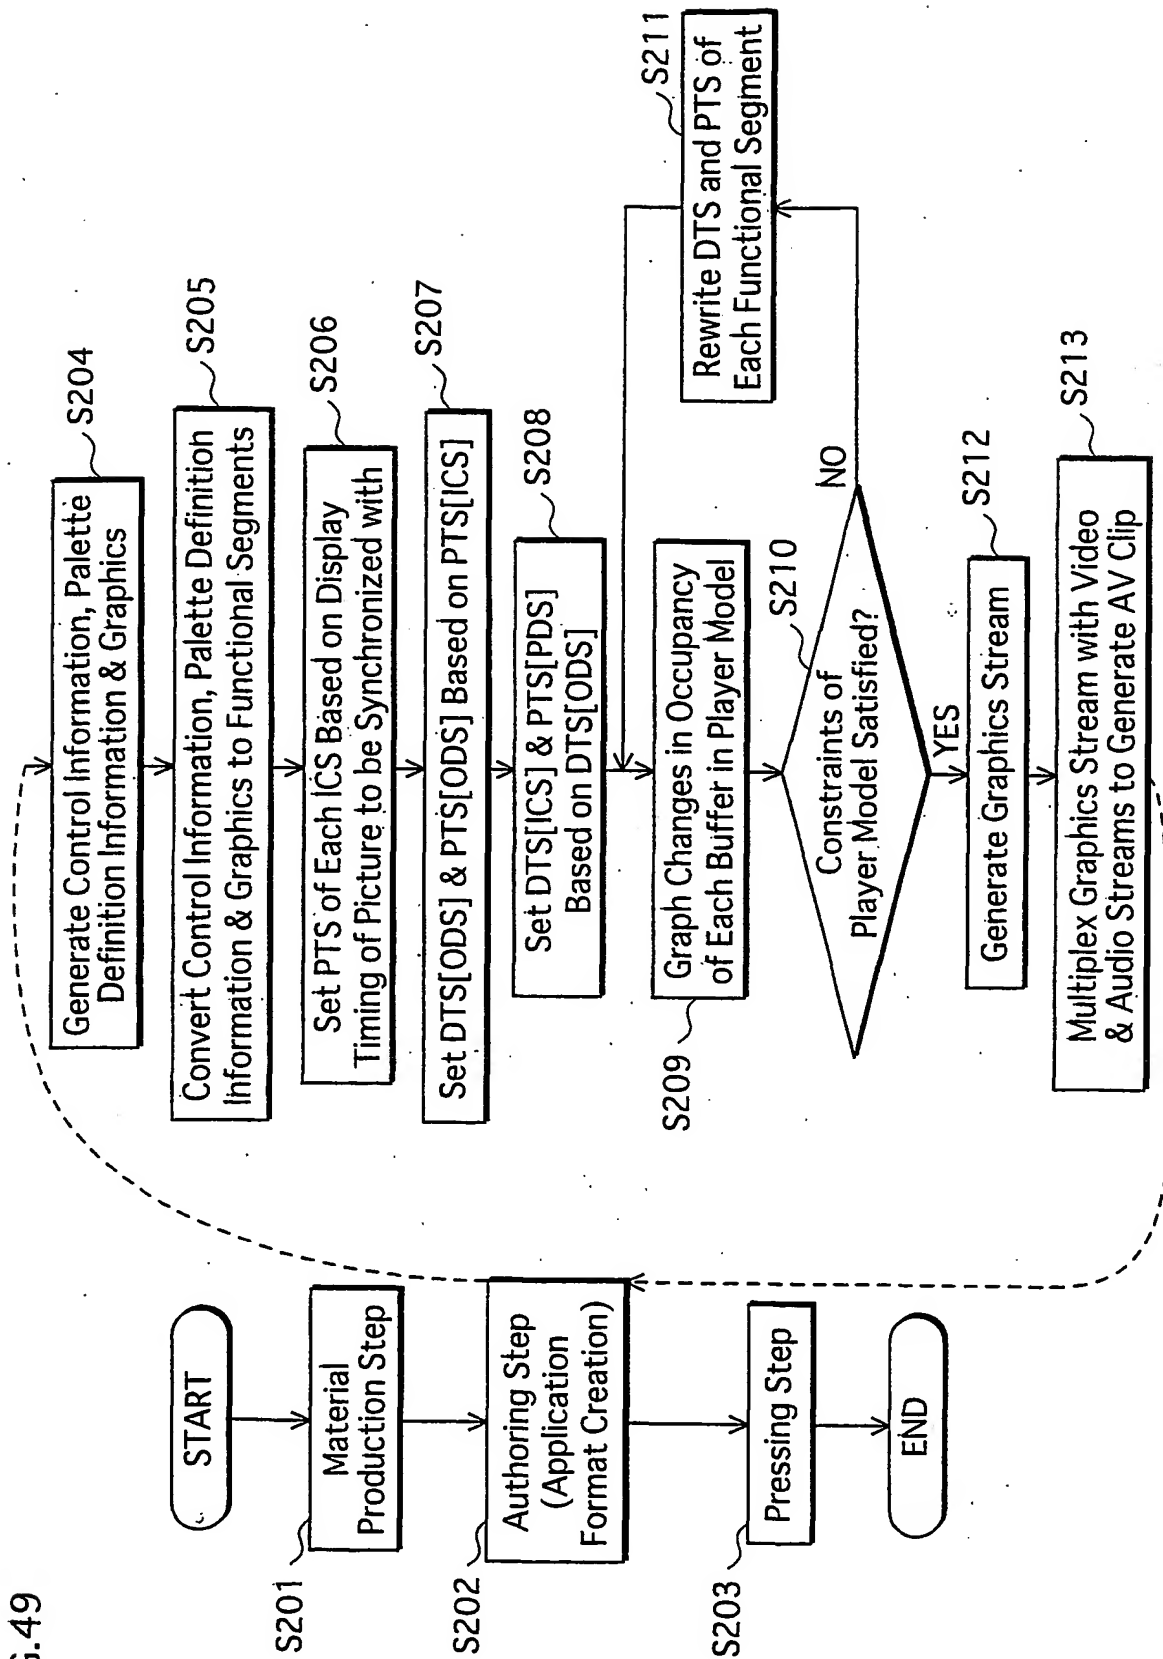 G.49
START
S201
Material
Production Step
S202
Authoring Step
(Application
Format Creation)
S203
Pressing Step
END
S204
Generate Control Information, Palette
Definition Information & Graphics
S205
Convert Control Information, Palette Definition
Information & Graphics to Functional Segments
S206
Set PTS of Each ICS Based on Display
Timing of Picture to be Synchronized with
S207
Set DTS[ODS] & PTS[ODS] Based on PTS[ICS]
S208
Set DTS[ICS] & PTS[PDS]
Based on DTS[ODS]
S209
Graph Changes in Occupancy
of Each Buffer in Player Model
S210
Constraints of
Player Model Satisfied?
NO
YES
S211
Rewrite DTS and PTS of
Each Functional Segment
S212
Generate Graphics Stream
S213
Multiplex Graphics Stream with Video
& Audio Streams to Generate AV Clip